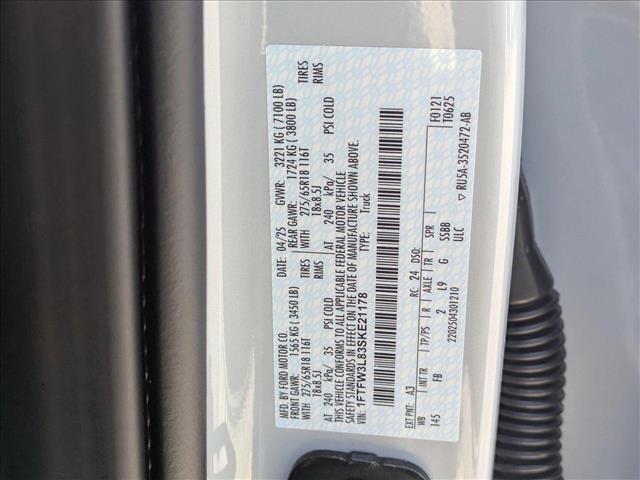 MFD. BY FORD MOTOR CO. DATE: 04/25 GVWR: 3221 KG ( 7100 LB)
FRONT GAWR: 1565 KG ( 3450 LB) REAR GAWR: 1724 KG ( 3800 LB)
WITH 275/65R18 116T TIRES WITH 275/65R18 116T TIRES
18x8.5J RIMS 18x8.5J RIMS
AT 240 kPa/ 35 PSI COLD AT 240 kPa/ 35 PSI COLD
THIS VEHICLE CONFORMS TO ALL APPLICABLE FEDERAL MOTOR VEHICLE
SAFETY STANDARDS IN EFFECT ON THE DATE OF MANUFACTURE SHOWN ABOVE.
VIN: 1FTFW3L83SKE21178 TYPE: Truck
F0121
T0625
EXT PNT: A3 RC: 24 DSO:
WB INT TR TP/PS R AXLE TR SPR
145 FB 2 L9 G SSBB
2202504301210 ULC
RU5A-3520472-AB